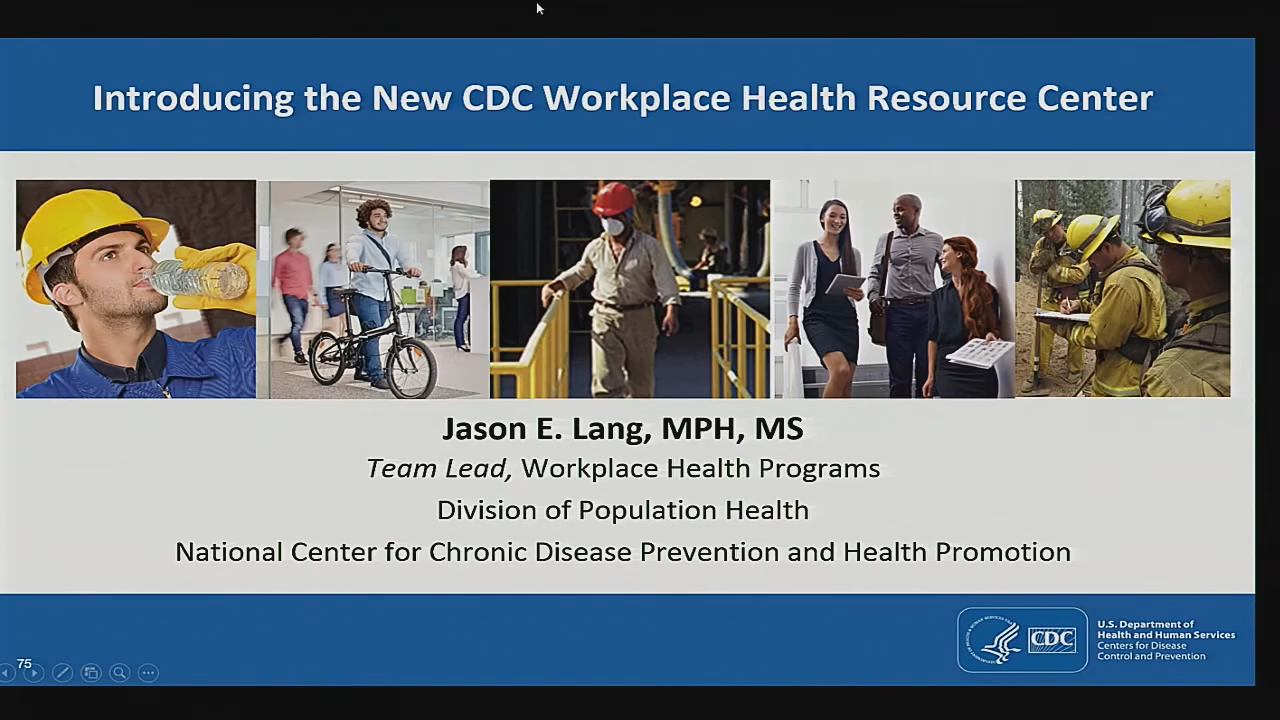 Introducing the New CDC Workplace Health Resource Center
Jason E. Lang, MPH, MS
Team Lead, Workplace Health Programs
Division of Population Health
National Center for Chronic Disease Prevention and Health Promotion
CDC
U.S. Department of
Health and Human Services
Centers for Disease
Control and Prevention
75